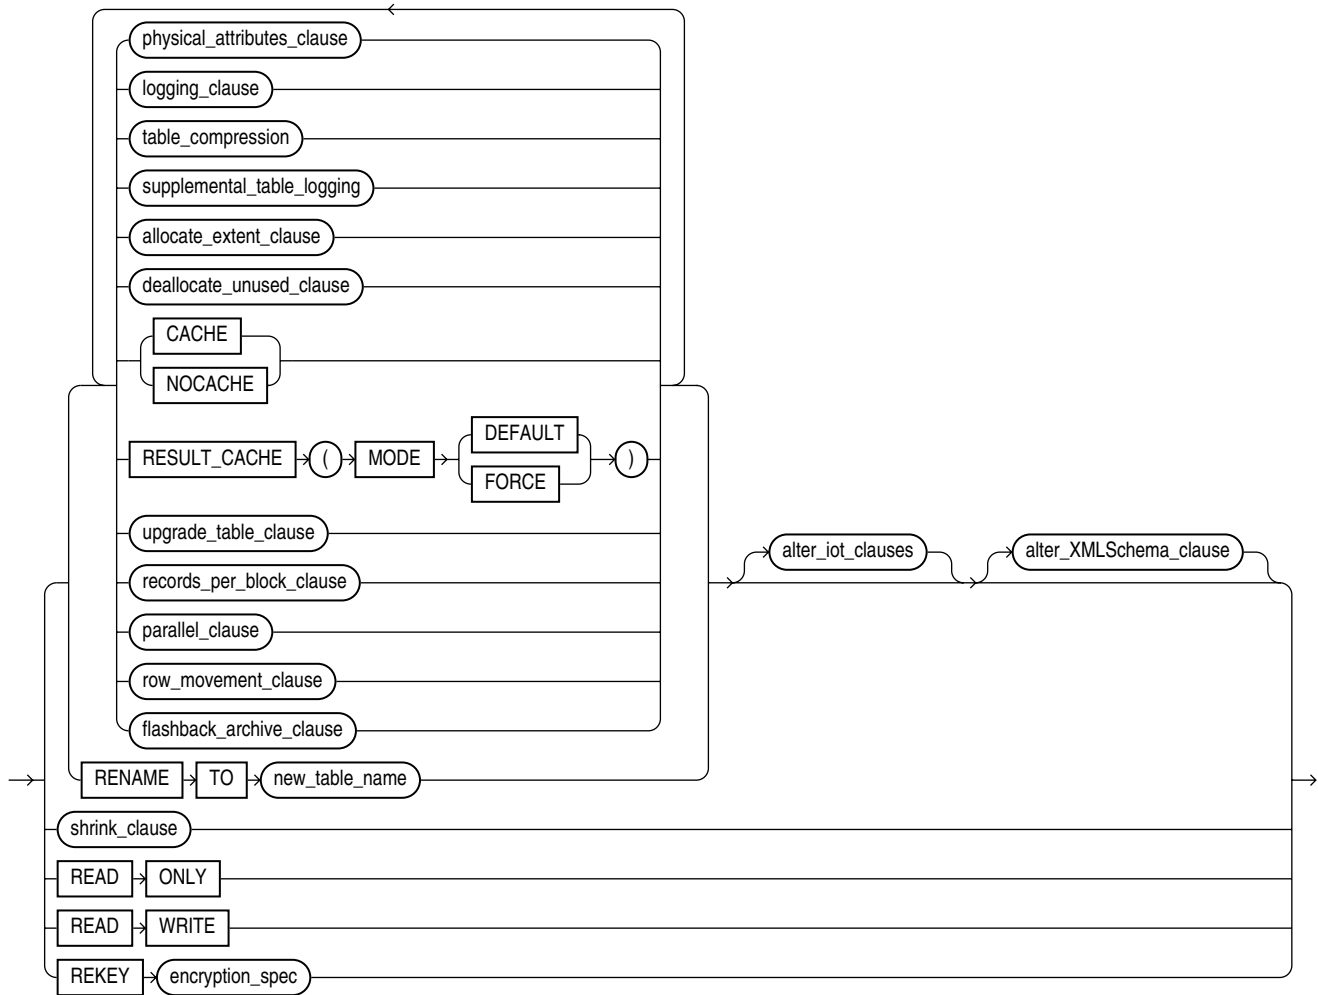 physical_attributes_clause
logging_clause
table_compression
supplemental_table_logging
allocate_extent_clause
deallocate_unused_clause
CACHE
NOCACHE
RESULT_CACHE ( MODE DEFAULT FORCE )
upgrade_table_clause
alter_iot_clauses alter_XMLSchema_clause
records_per_block_clause
parallel_clause
row_movement_clause
flashback_archive_clause
RENAME TO new_table_name
shrink_clause
READ ONLY
READ WRITE
REKEY encryption_spec